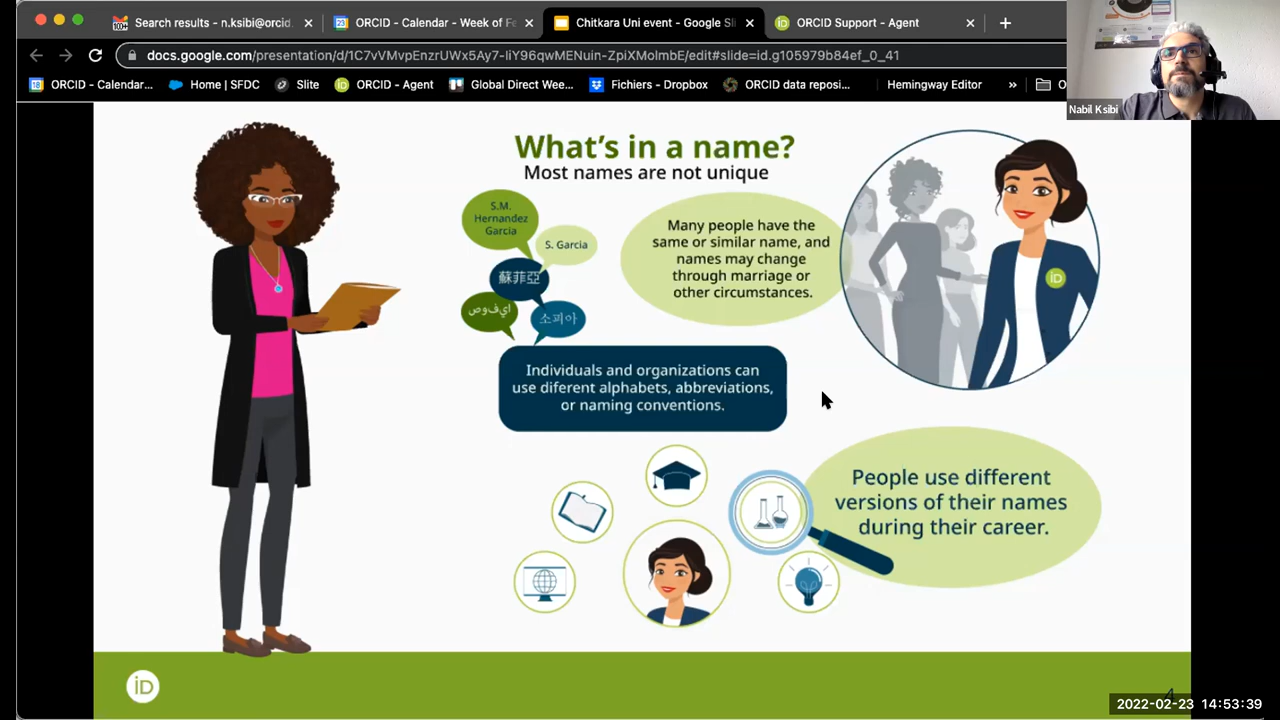 Search results - n.ksibi@orcid.
ORCID - Calendar - Week of Fe
Chitkara Uni event - Google Sli
ORCID Support - Agent
docs.google.com/presentation/d/1C7vYVMvpEnzrUWx5Ay7-IiY96qwMENuin-ZpiXMolmbE/edit#slide=id.g105979b84ef_0_41
ORCID - Calendar...
Home | SFDC
Slite
ORCID - Agent
Global Direct Wee...
Fichiers - Dropbox
ORCID data reposi...
Hemingway Editor
»
Nabil Ksibi
What's in a name?
Most names are not unique
S.M.
Hernandez
Garcia
S. Garcia
蘇菲亞
صوفيا
소피아
Many people have the
same or similar name, and
names may change
through marriage or
other circumstances.
iD
Individuals and organizations can
use diferent alphabets, abbreviations,
or naming conventions.
People use different
versions of their names
during their career.
iD
4
2022-02-23 14:53:39